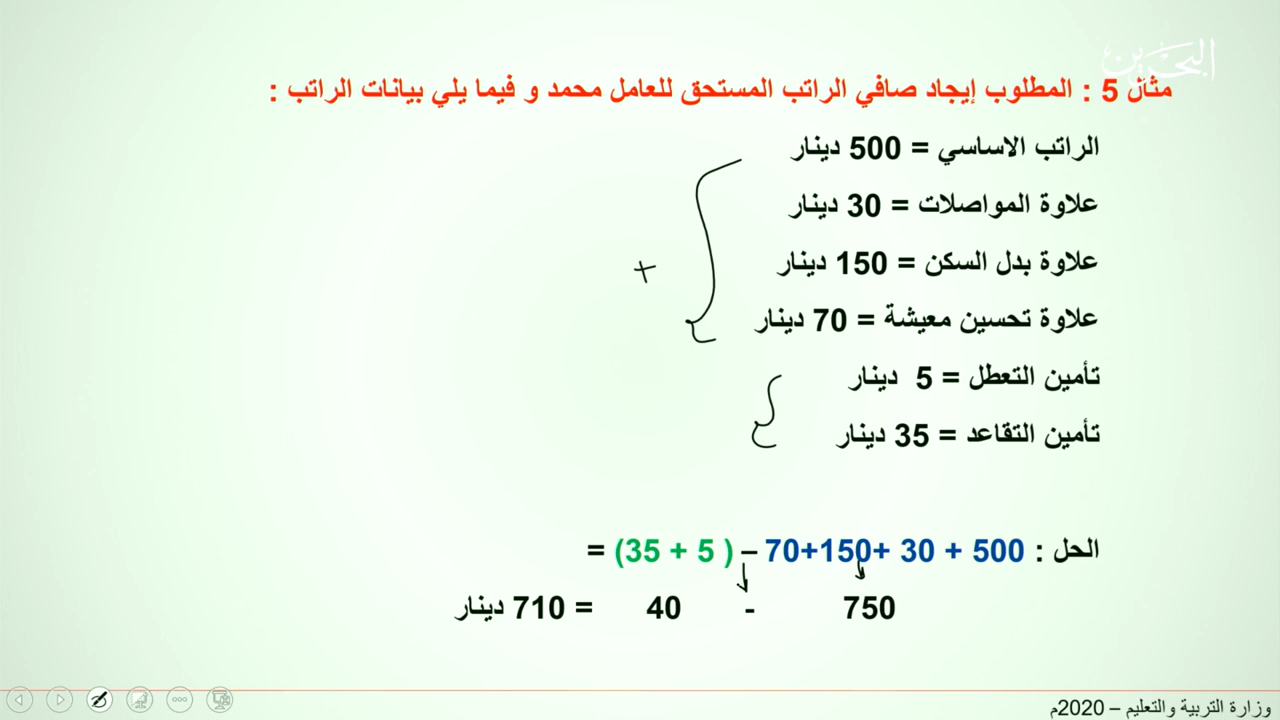 البحرين
مثال 5 : المطلوب إيجاد صافي الراتب المستحق للعامل محمد و فيما يلي بيانات الراتب :
الراتب الاساسي = 500 دينار
علاوة المواصلات = 30 دينار
علاوة بدل السكن = 150 دينار
+
علاوة تحسين معيشة = 70 دينار
تأمين التعطل = 5 دينار
تأمين التقاعد = 35 دينار
الحل : 500 + 30 +150+70 – ( 5 + 35) =
750 - 40 = 710 دينار
وزارة التربية والتعليم – 2020م